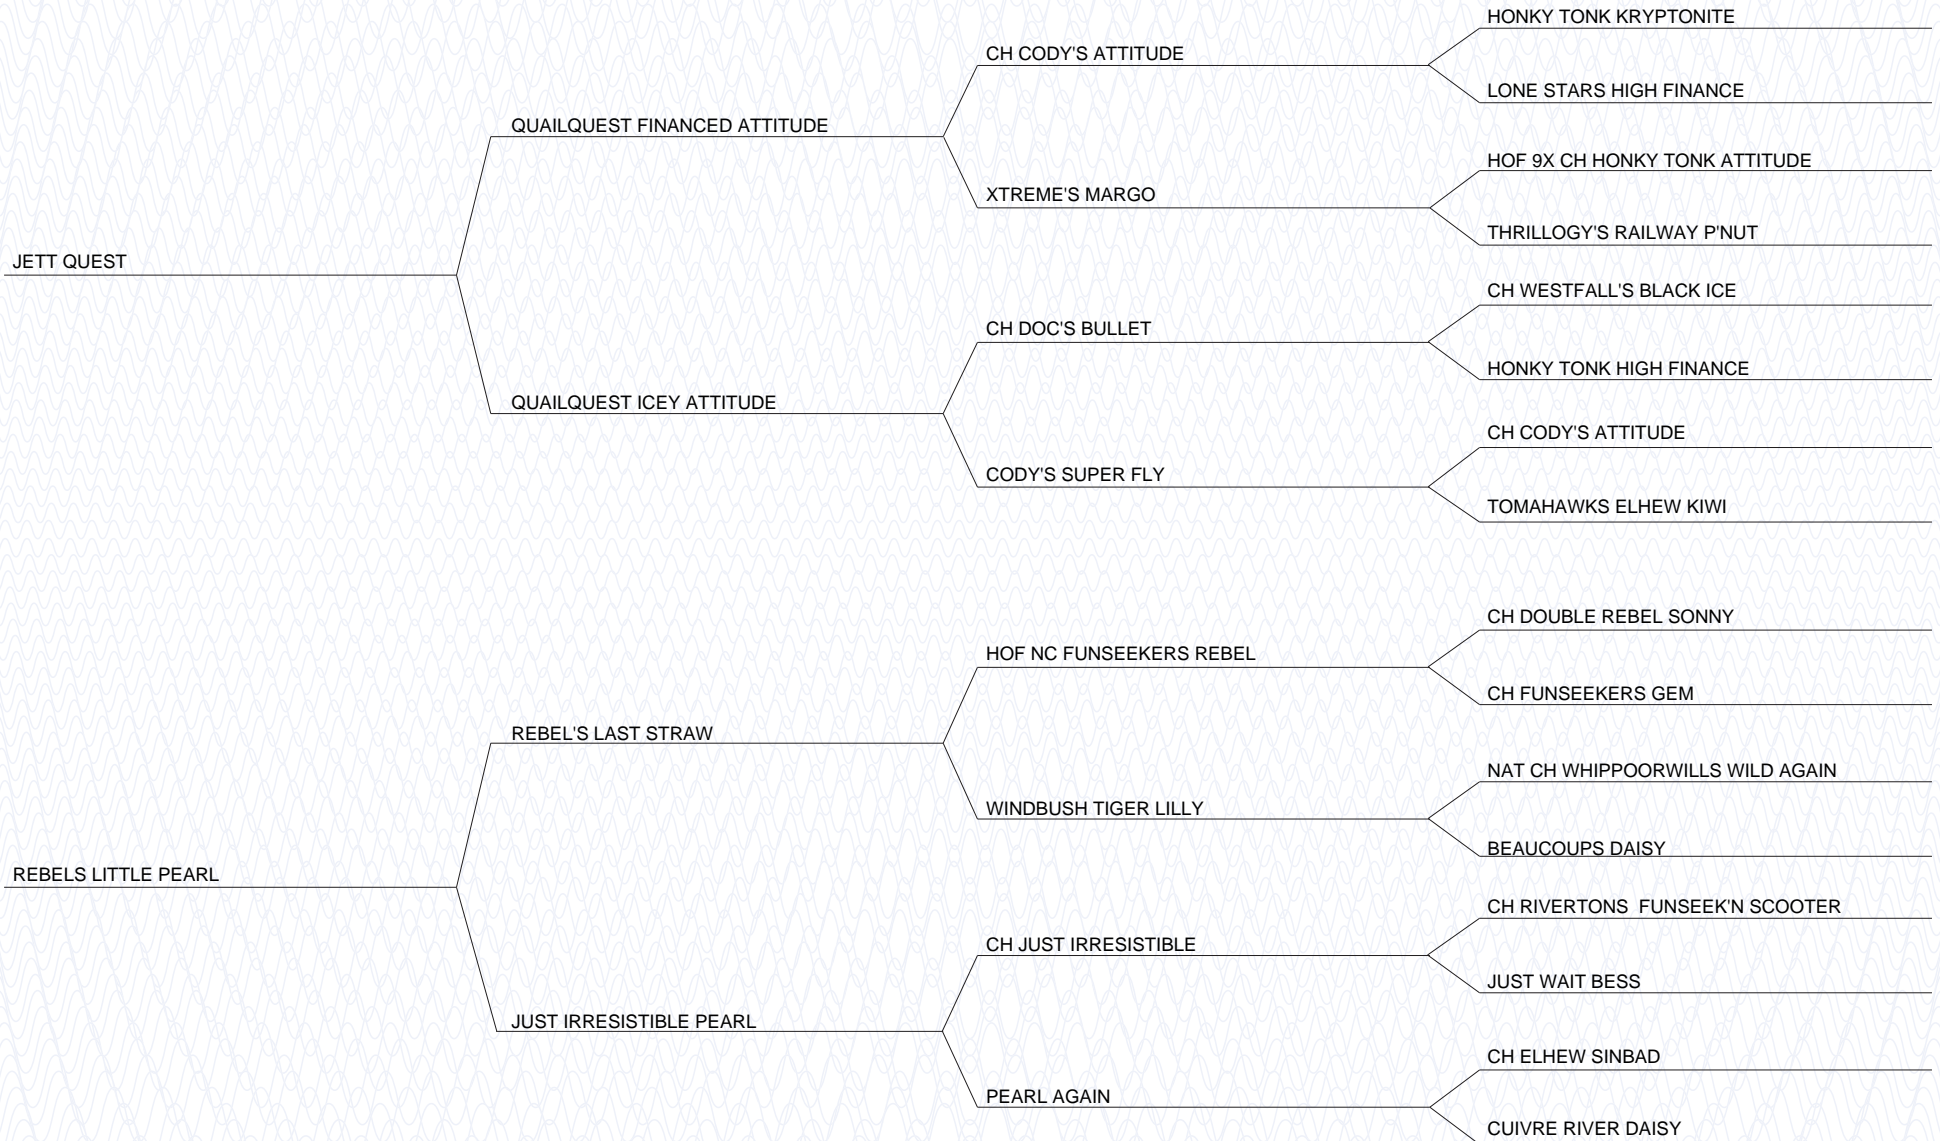 HONKY TONK KRYPTONITE
CH CODY'S ATTITUDE
LONE STARS HIGH FINANCE
QUAILQUEST FINANCED ATTITUDE
HOF 9X CH HONKY TONK ATTITUDE
XTREME'S MARGO
THRILLOGY'S RAILWAY P'NUT
JETT QUEST
CH WESTFALL'S BLACK ICE
CH DOC'S BULLET
HONKY TONK HIGH FINANCE
QUAILQUEST ICEY ATTITUDE
CH CODY'S ATTITUDE
CODY'S SUPER FLY
TOMAHAWKS ELHEW KIWI
CH DOUBLE REBEL SONNY
HOF NC FUNSEEKERS REBEL
CH FUNSEEKERS GEM
REBEL'S LAST STRAW
NAT CH WHIPPOORWILLS WILD AGAIN
WINDBUSH TIGER LILLY
BEAUCOUPS DAISY
REBELS LITTLE PEARL
CH RIVERTONS  FUNSEEK'N SCOOTER
CH JUST IRRESISTIBLE
JUST WAIT BESS
JUST IRRESISTIBLE PEARL
CH ELHEW SINBAD
PEARL AGAIN
CUIVRE RIVER DAISY